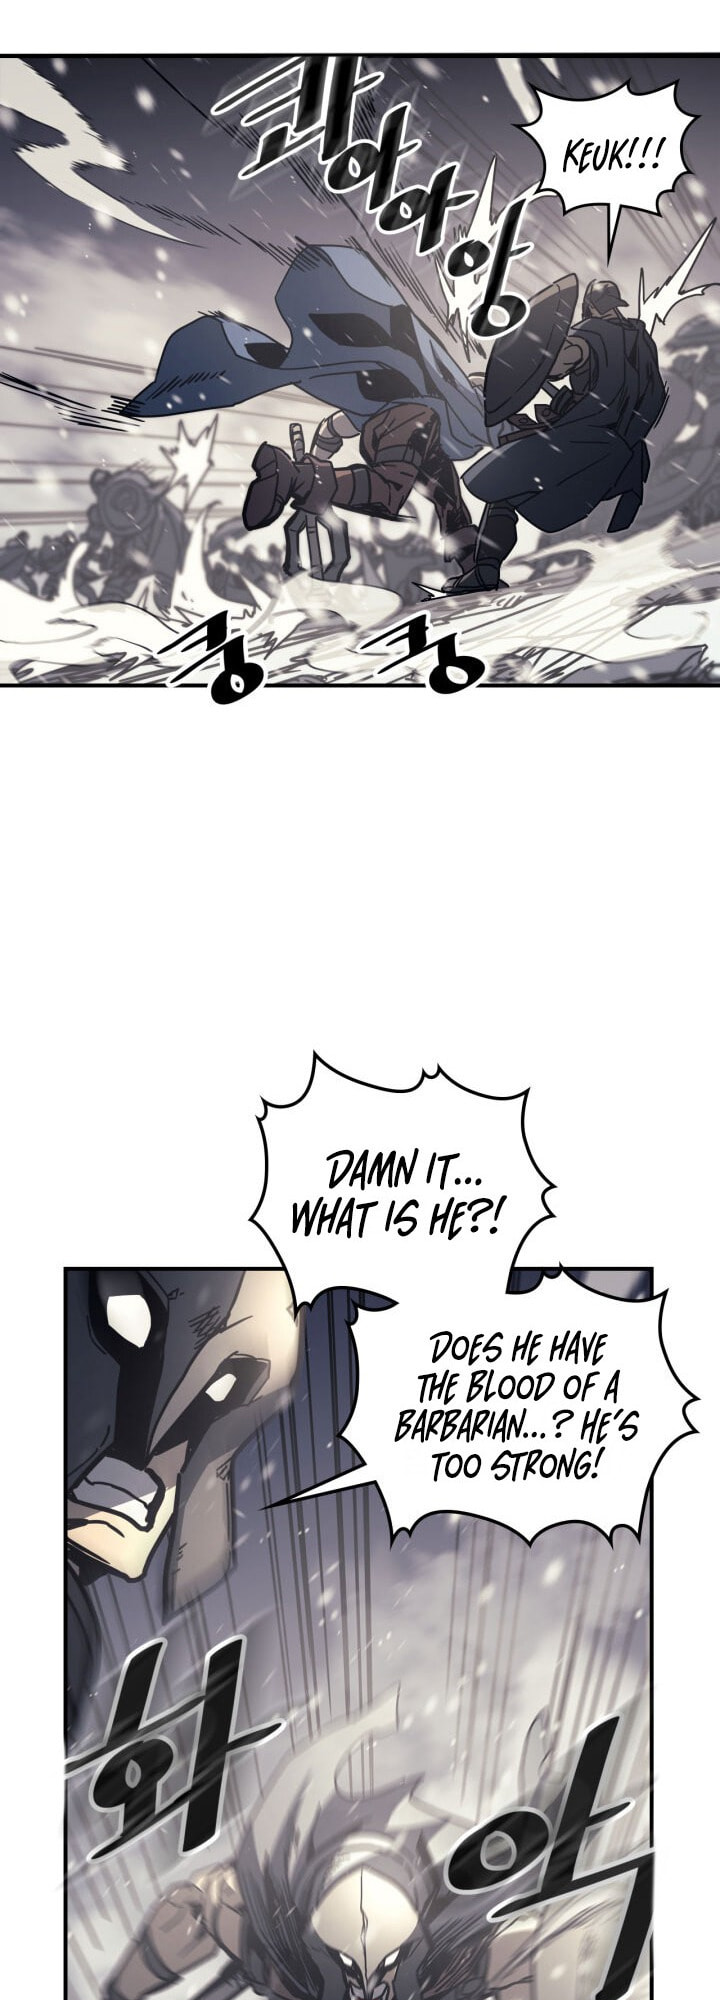 콰아아앙
KEUK!!!
쿵
쿵
DAMN IT...
WHAT IS HE?!
DOES HE HAVE
THE BLOOD OF A
BARBARIAN...? HE'S
TOO STRONG!
화
아